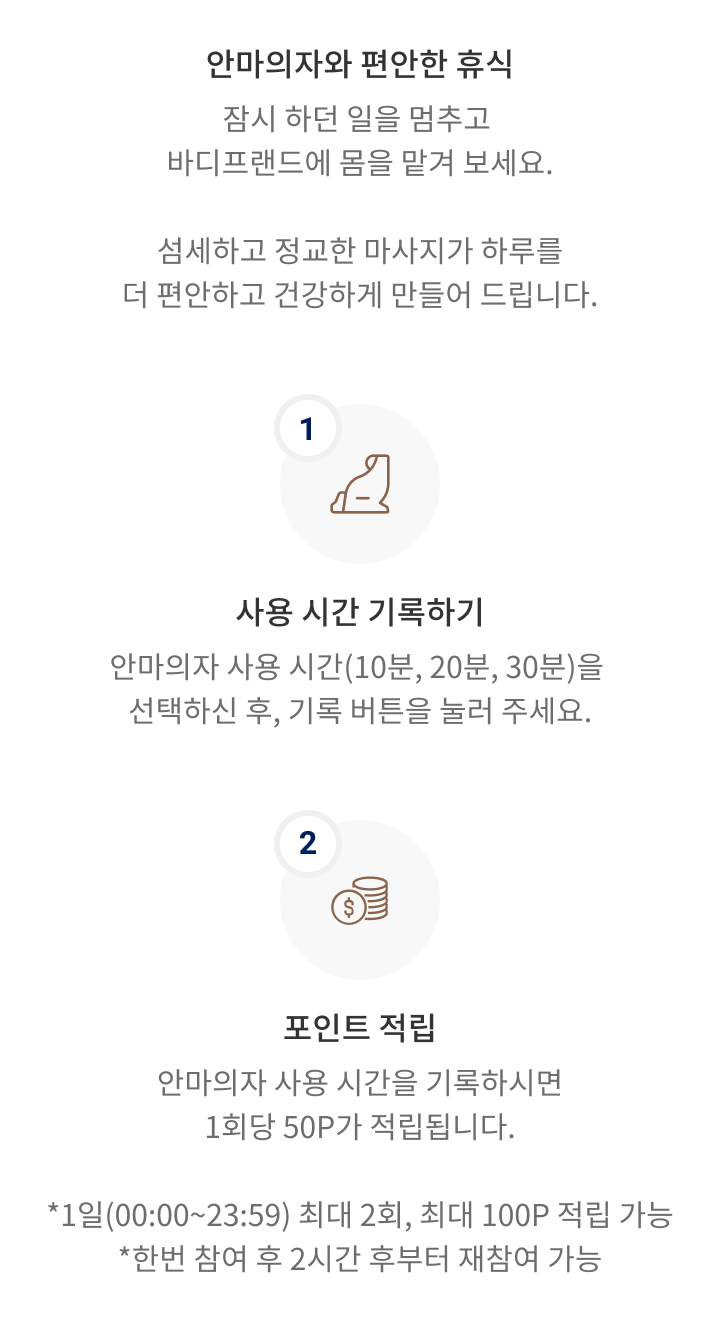 안마의자와 편안한 휴식
잠시 하던 일을 멈추고
바디프랜드에 몸을 맡겨 보세요.
섬세하고 정교한 마사지가 하루를
더 편안하고 건강하게 만들어 드립니다.
1
사용 시간 기록하기
안마의자 사용 시간(10분, 20분, 30분)을
선택하신 후, 기록 버튼을 눌러 주세요.
2
$
포인트 적립
안마의자 사용 시간을 기록하시면
1회당 50P가 적립됩니다.
*1일(00:00~23:59) 최대 2회, 최대 100P 적립 가능
*한번 참여 후 2시간 후부터 재참여 가능